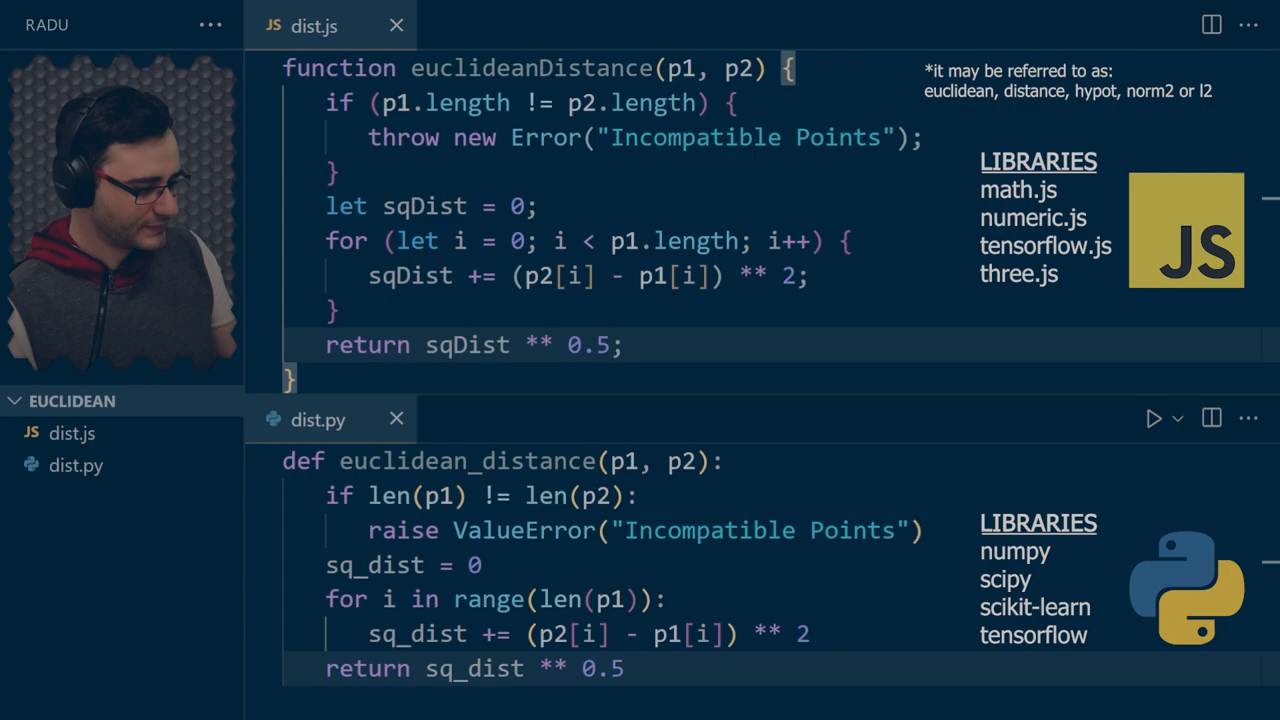 RADU
JS dist.js
function euclideanDistance(p1, p2) {
if (p1.length != p2.length) {
throw new Error("Incompatible Points");
}
let sqDist = 0;
for (let i = 0; i < p1.length; i++) {
sqDist += (p2[i] - p1[i]) ** 2;
}
return sqDist ** 0.5;
}
*it may be referred to as:
euclidean, distance, hypot, norm2 or l2
LIBRARIES
math.js
numeric.js
tensorflow.js
three.js
JS
EUCLIDEAN
JS dist.js
dist.py
dist.py
def euclidean_distance(p1, p2):
if len(p1) != len(p2):
raise ValueError("Incompatible Points")
sq_dist = 0
for i in range(len(p1)):
sq_dist += (p2[i] - p1[i]) ** 2
return sq_dist ** 0.5
LIBRARIES
numpy
scipy
scikit-learn
tensorflow